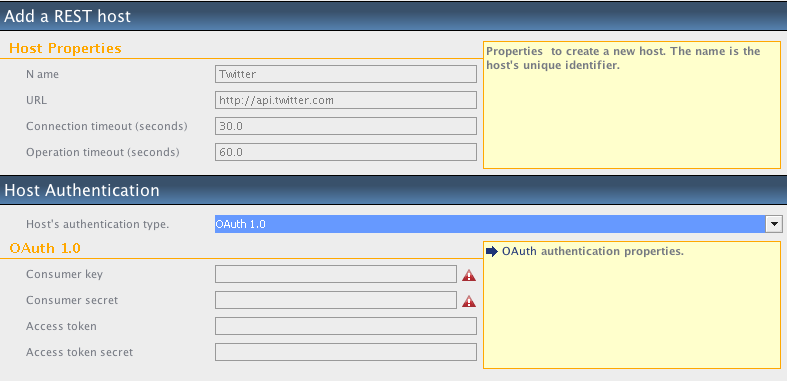 Add a REST host
Host Properties
Name
Twitter
URL
http://api.twitter.com
Connection timeout (seconds)
30.0
Operation timeout (seconds)
60.0
Properties to create a new host. The name is the
host's unique identifier.
Host Authentication
Host's authentication type.
OAuth 1.0
OAuth 1.0
Consumer key
Consumer secret
Access token
Access token secret
OAuth authentication properties.